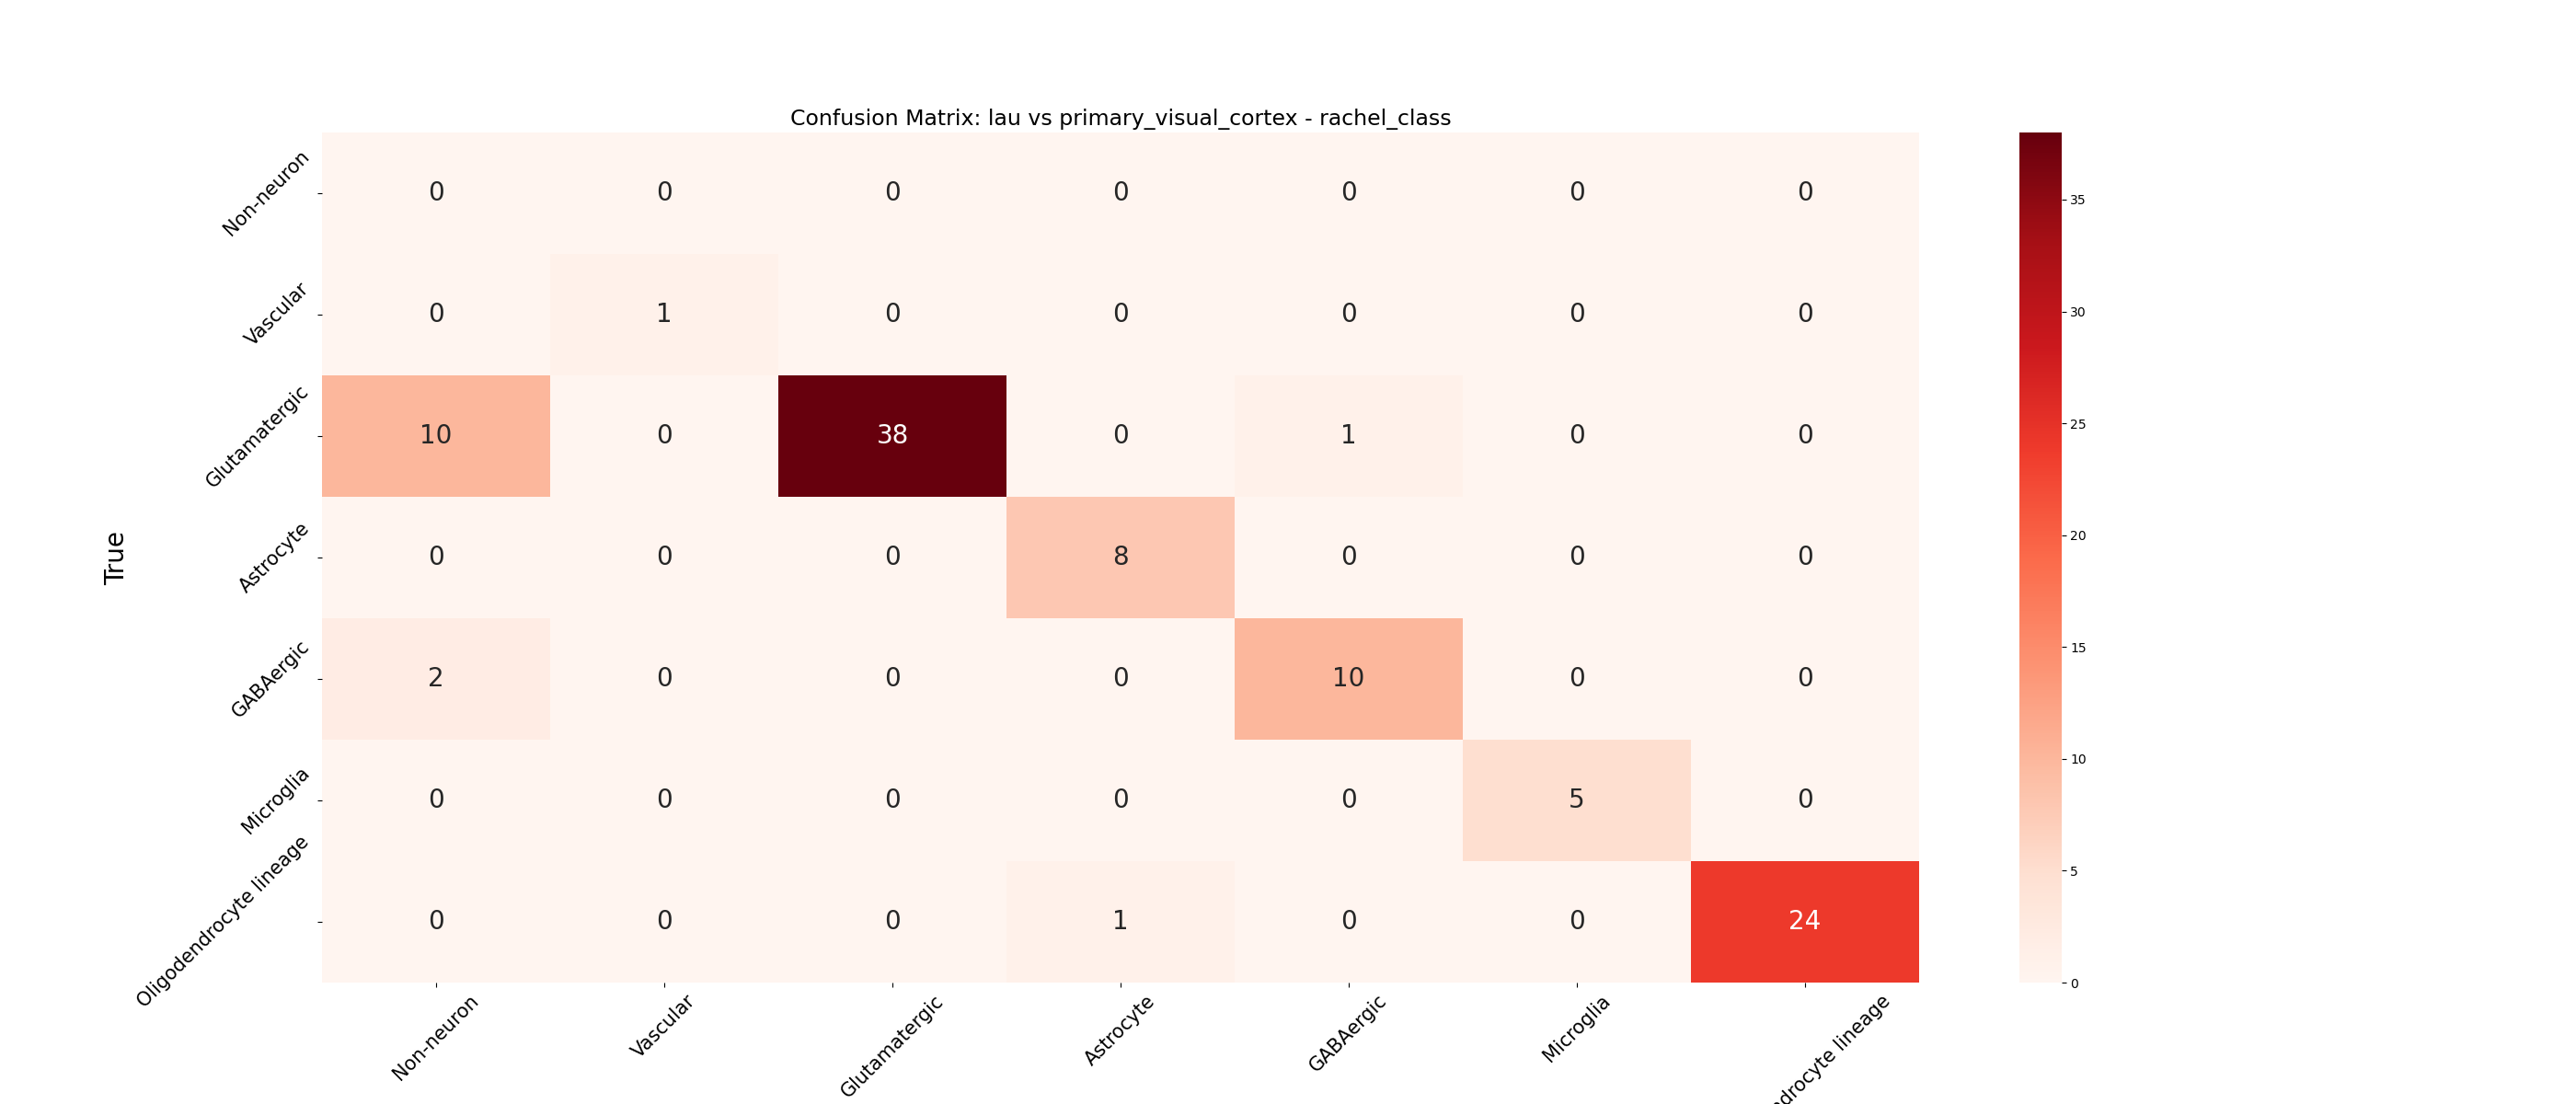 Confusion Matrix: lau vs primary_visual_cortex - rachel_class
True
Non-neuron 0 0 0 0 0 0 0
Vascular 0 1 0 0 0 0 0
Glutamatergic 10 0 38 0 1 0 0
Astrocyte 0 0 0 8 0 0 0
GABAergic 2 0 0 0 10 0 0
Microglia 0 0 0 0 0 5 0
Oligodendrocyte lineage 0 0 0 1 0 0 24
Non-neuron Vascular Glutamatergic Astrocyte GABAergic Microglia drocyte lineage
35
30
25
20
15
10
5
0